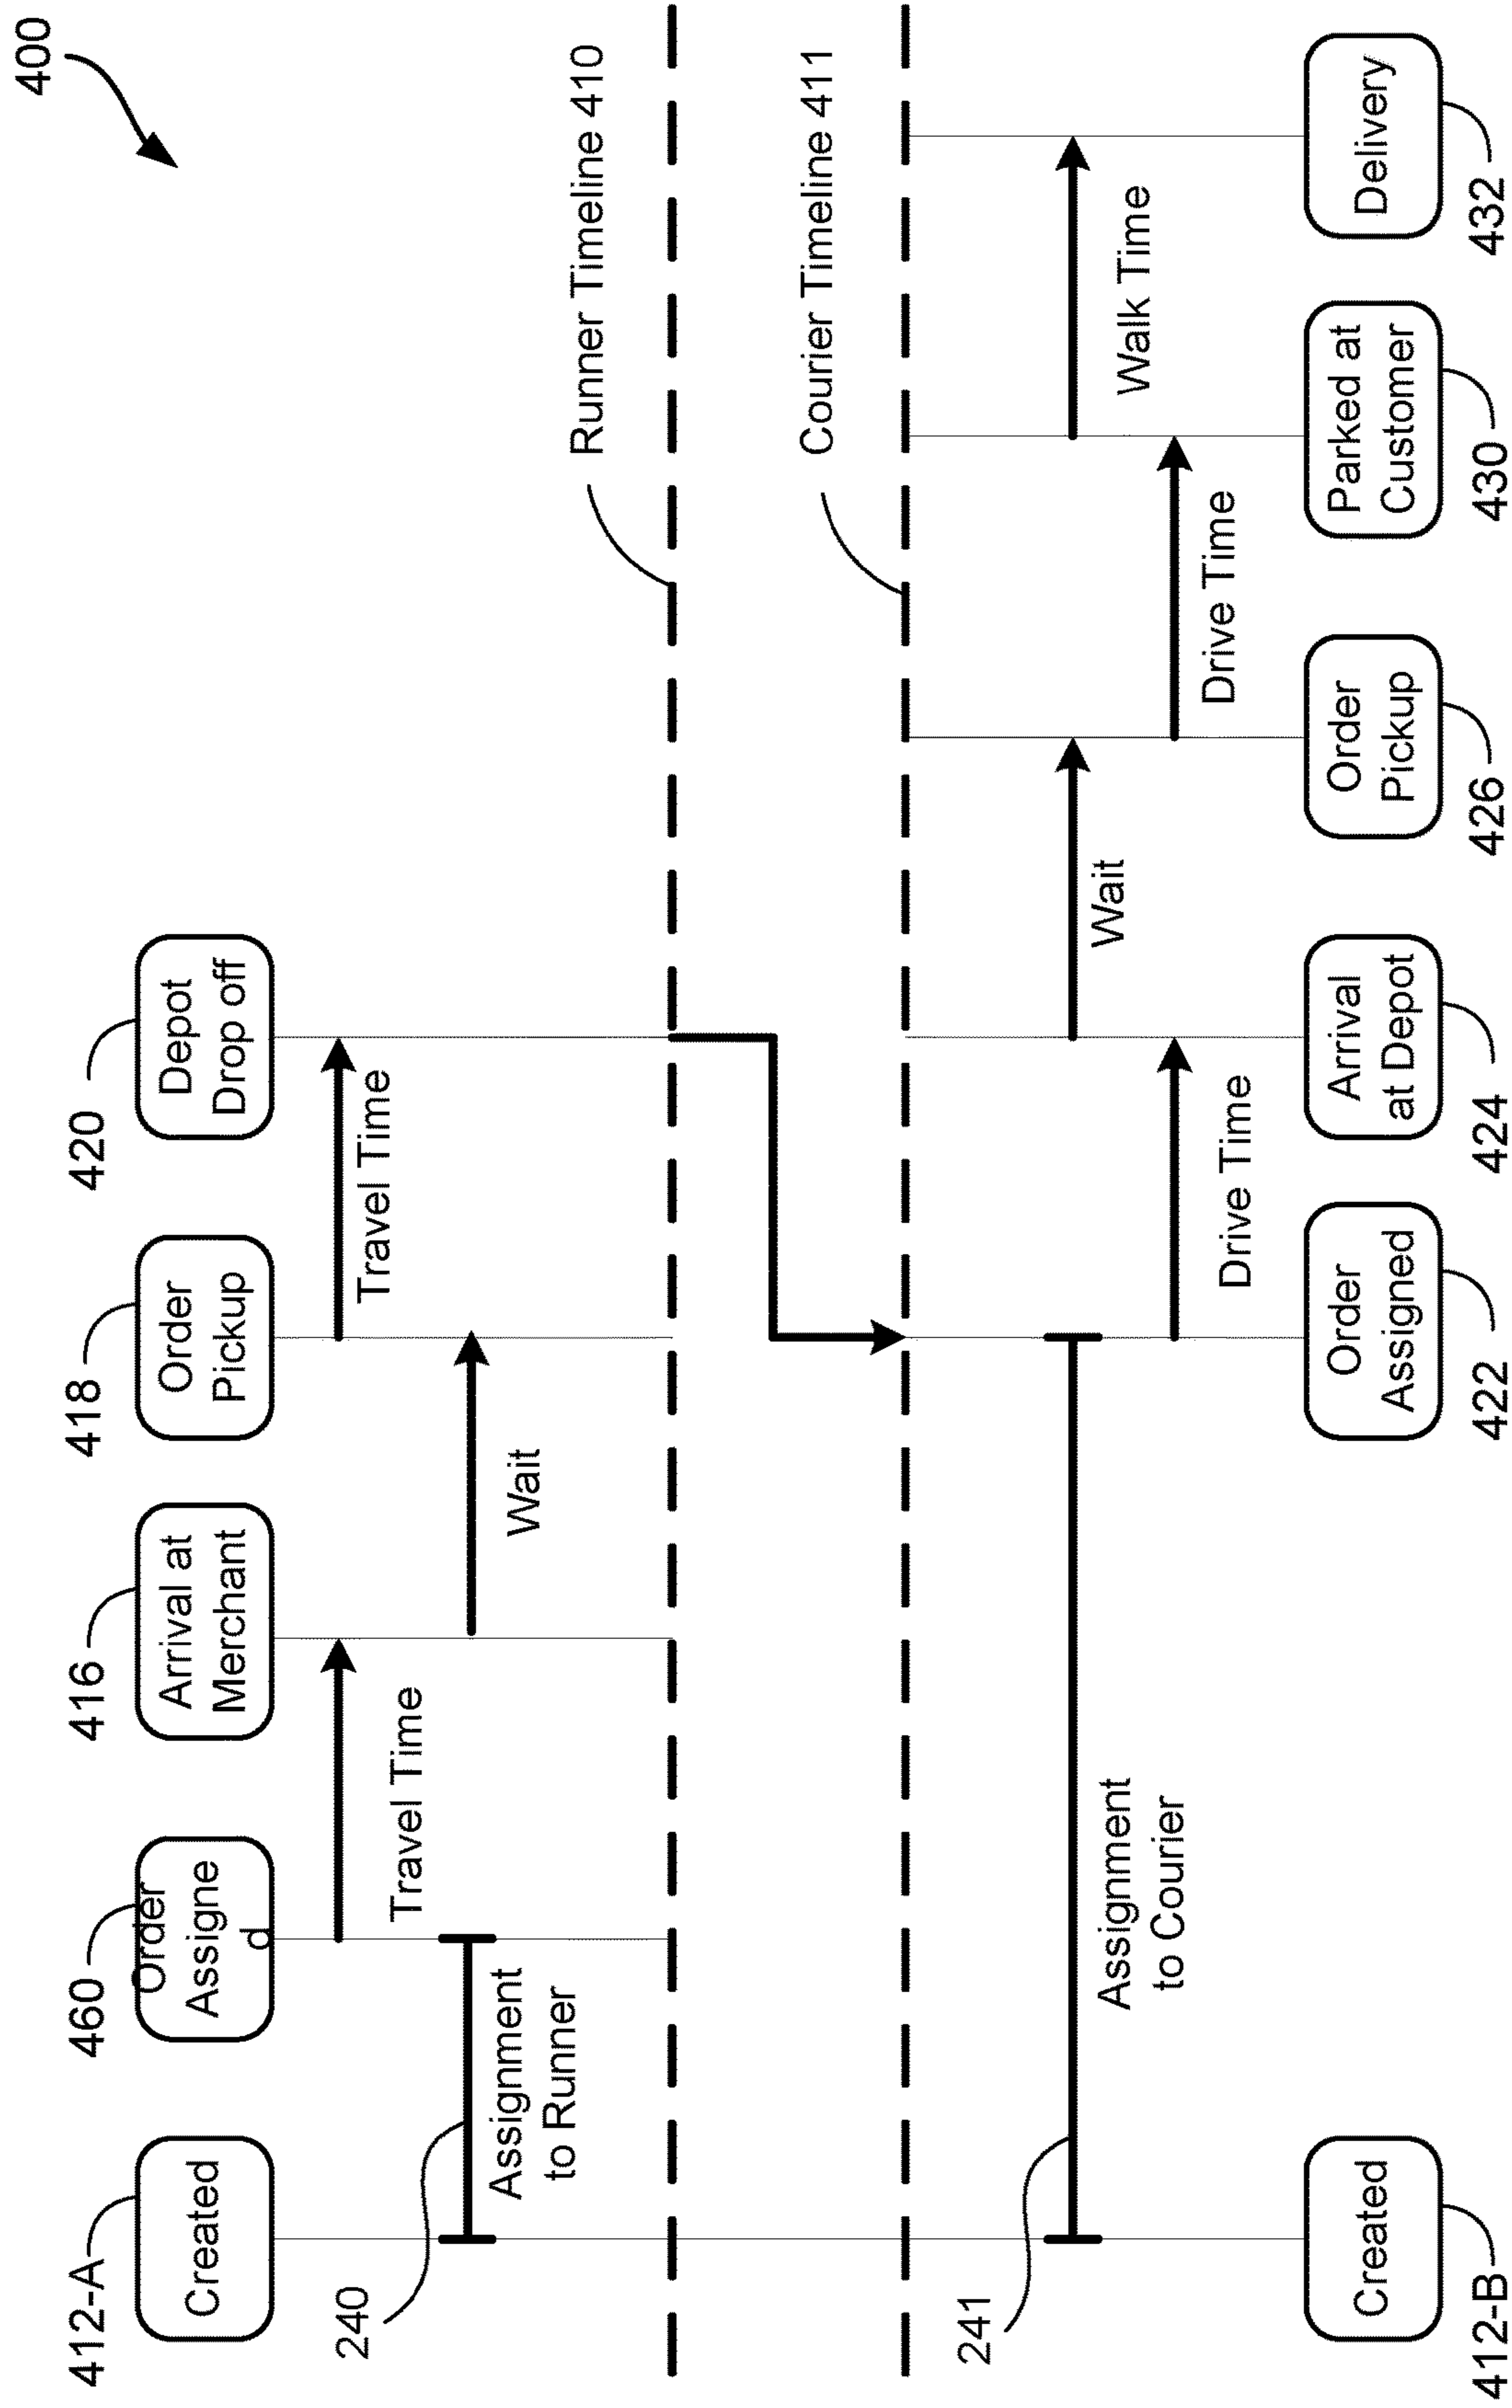 400
412-A
460
416
418
420
Created
Order
Assigne
d
Arrival at
Merchant
Order
Pickup
Depot
Drop off
Travel Time
Travel Time
240
Assignment
to Runner
Wait
Runner Timeline 410
Courier Timeline 411
241
Assignment
to Courier
Wait
Walk Time
Drive Time
Drive Time
Created
Order
Assigned
Arrival
at Depot
Order
Pickup
Parked at
Customer
Delivery
412-B
422
424
426
430
432